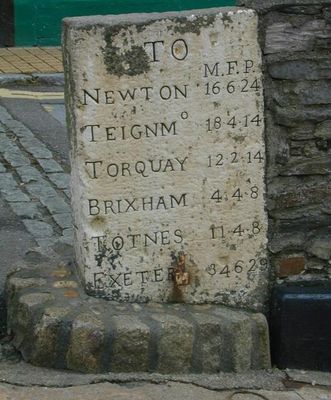 TO
M.F.P.
NEWTON 16·6·24
TEIGNMº 18·4·14
TORQUAY 12·2·14
BRIXHAM 4·4·8
TOTNES 11·4·8
EXETER 34·6·29